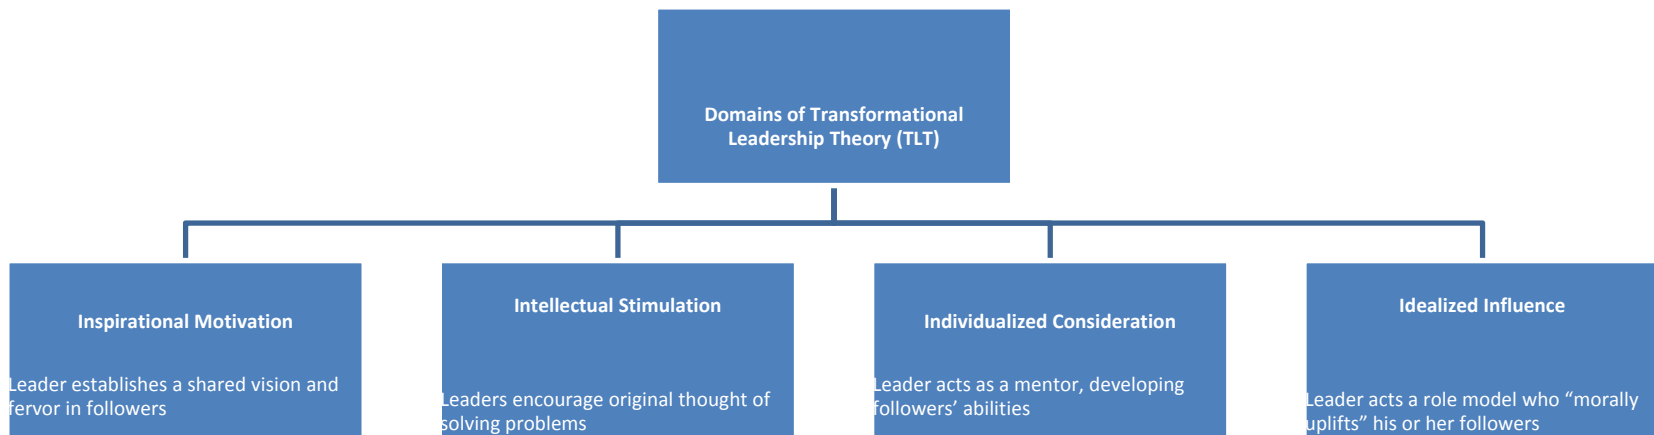 Domains of Transformational
Leadership Theory (TLT)
Inspirational Motivation
Leader establishes a shared vision and
fervor in followers
Intellectual Stimulation
Leaders encourage original thought of
solving problems
Individualized Consideration
Leader acts as a mentor, developing
followers’ abilities
Idealized Influence
Leader acts a role model who “morally
uplifts” his or her followers